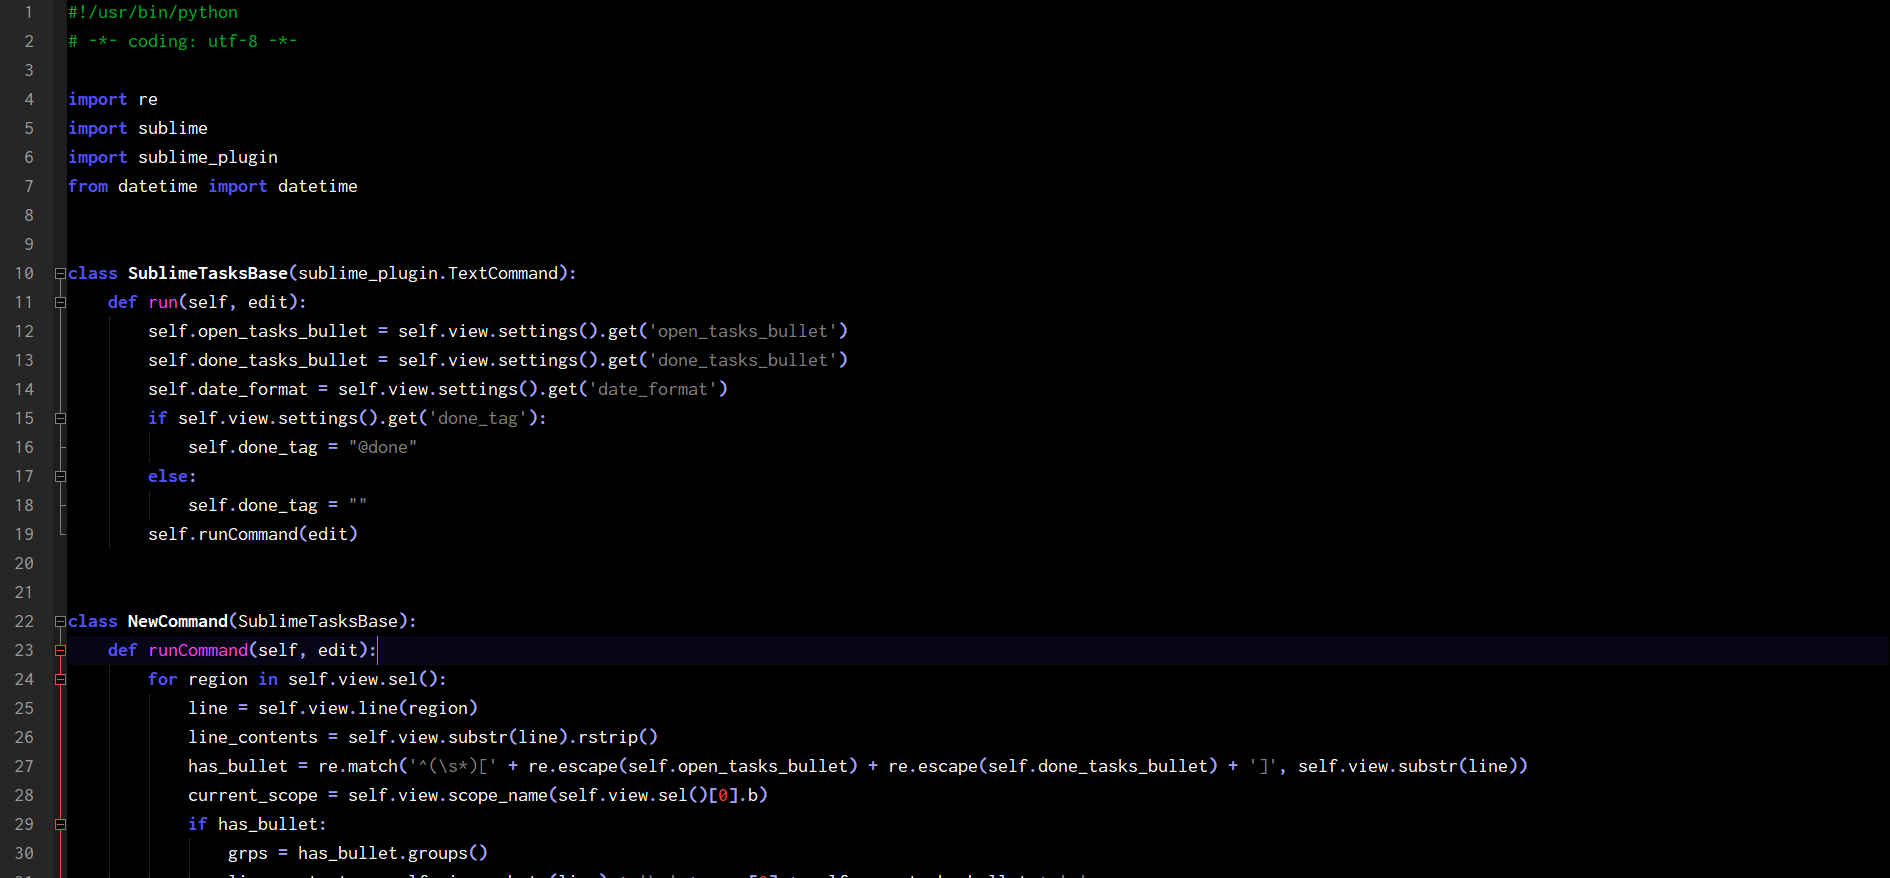 1 #!/usr/bin/python
2 # -*- coding: utf-8 -*-
3
4 import re
5 import sublime
6 import sublime_plugin
7 from datetime import datetime
8
9
10 class SublimeTasksBase(sublime_plugin.TextCommand):
11     def run(self, edit):
12         self.open_tasks_bullet = self.view.settings().get('open_tasks_bullet')
13         self.done_tasks_bullet = self.view.settings().get('done_tasks_bullet')
14         self.date_format = self.view.settings().get('date_format')
15         if self.view.settings().get('done_tag'):
16             self.done_tag = "@done"
17         else:
18             self.done_tag = ""
19         self.runCommand(edit)
20
21
22 class NewCommand(SublimeTasksBase):
23     def runCommand(self, edit):
24         for region in self.view.sel():
25             line = self.view.line(region)
26             line_contents = self.view.substr(line).rstrip()
27             has_bullet = re.match('^(\s*)[' + re.escape(self.open_tasks_bullet) + re.escape(self.done_tasks_bullet) + ']', self.view.substr(line))
28             current_scope = self.view.scope_name(self.view.sel()[0].b)
29             if has_bullet:
30                 grps = has_bullet.groups()